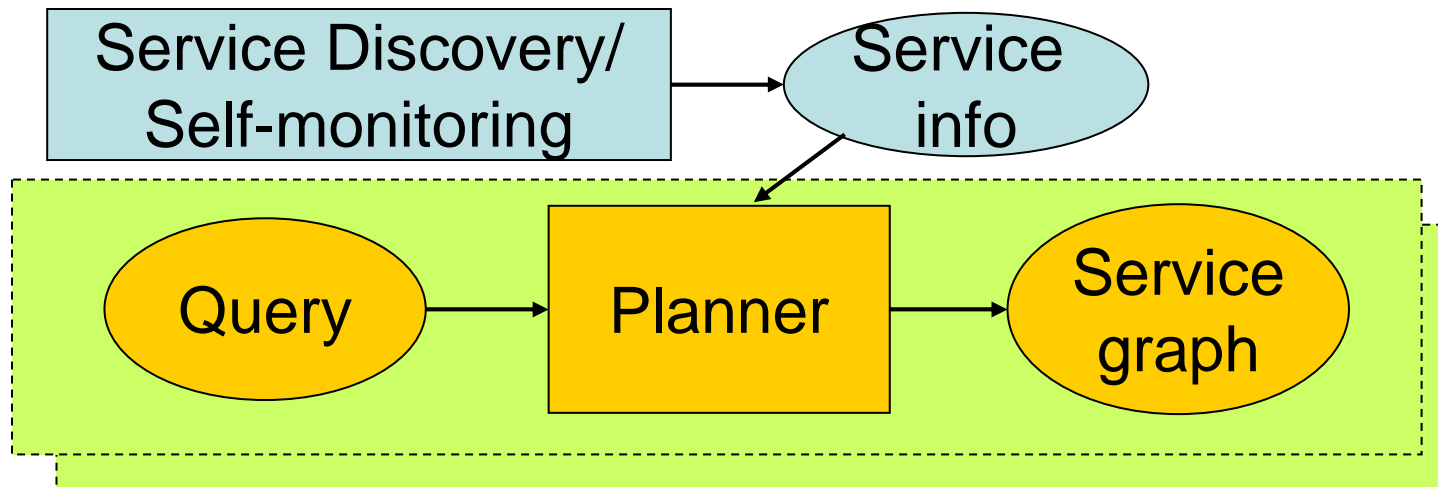 Service Discovery/
Self-monitoring
Service
info
Query
Planner
Service
graph